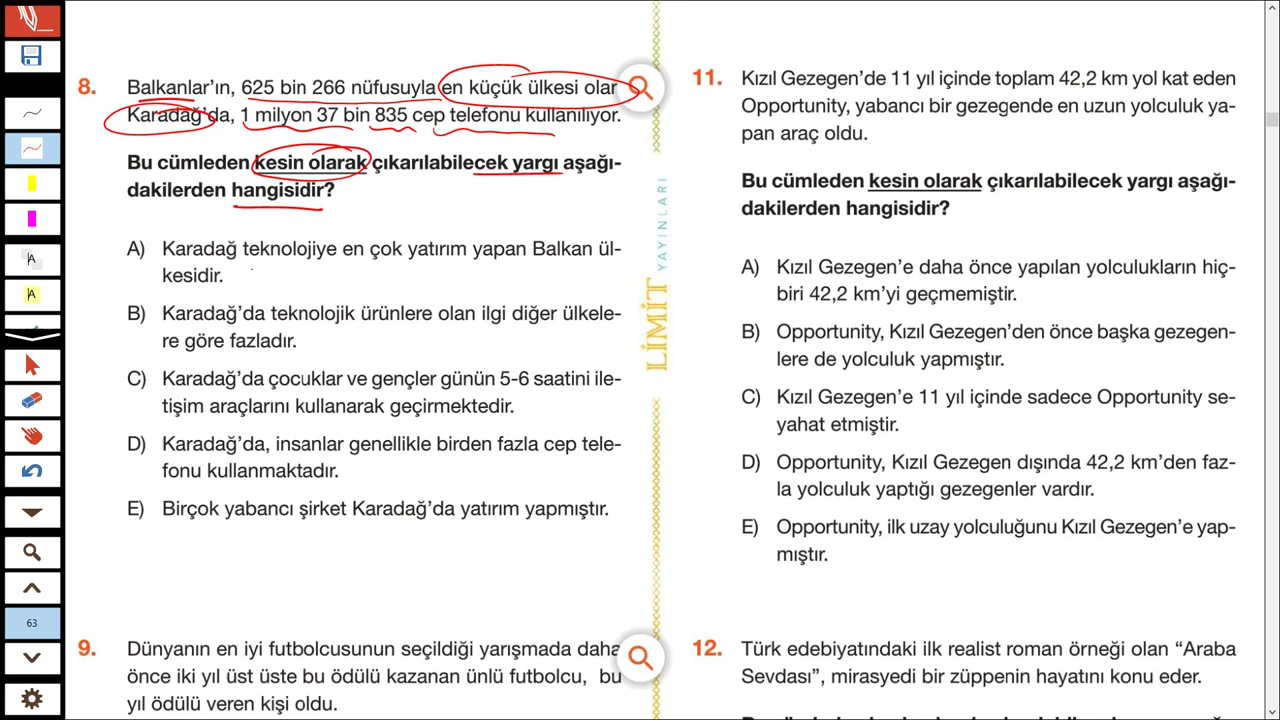 8. Balkanlar’ın, 625 bin 266 nüfusuyla en küçük ülkesi olan
Karadağ’da, 1 milyon 37 bin 835 cep telefonu kullanılıyor.
Bu cümleden kesin olarak çıkarılabilecek yargı aşağı-
dakilerden hangisidir?
A) Karadağ teknolojiye en çok yatırım yapan Balkan ül-
kesidir.
B) Karadağ’da teknolojik ürünlere olan ilgi diğer ülkele-
re göre fazladır.
C) Karadağ’da çocuklar ve gençler günün 5-6 saatini ile-
tişim araçlarını kullanarak geçirmektedir.
D) Karadağ’da, insanlar genellikle birden fazla cep tele-
fonu kullanmaktadır.
E) Birçok yabancı şirket Karadağ’da yatırım yapmıştır.
9. Dünyanın en iyi futbolcusunun seçildiği yarışmada daha
önce iki yıl üst üste bu ödülü kazanan ünlü futbolcu, bu
yıl ödülü veren kişi oldu.
LİMİT YAYINLARI
11. Kızıl Gezegen’de 11 yıl içinde toplam 42,2 km yol kat eden
Opportunity, yabancı bir gezegende en uzun yolculuk ya-
pan araç oldu.
Bu cümleden kesin olarak çıkarılabilecek yargı aşağı-
dakilerden hangisidir?
A) Kızıl Gezegen’e daha önce yapılan yolculukların hiç-
biri 42,2 km’yi geçmemiştir.
B) Opportunity, Kızıl Gezegen’den önce başka gezegen-
lere de yolculuk yapmıştır.
C) Kızıl Gezegen’e 11 yıl içinde sadece Opportunity se-
yahat etmiştir.
D) Opportunity, Kızıl Gezegen dışında 42,2 km’den faz-
la yolculuk yaptığı gezegenler vardır.
E) Opportunity, ilk uzay yolculuğunu Kızıl Gezegen’e yap-
mıştır.
12. Türk edebiyatındaki ilk realist roman örneği olan “Araba
Sevdası”, mirasyedi bir züppenin hayatını konu eder.
A
A
63